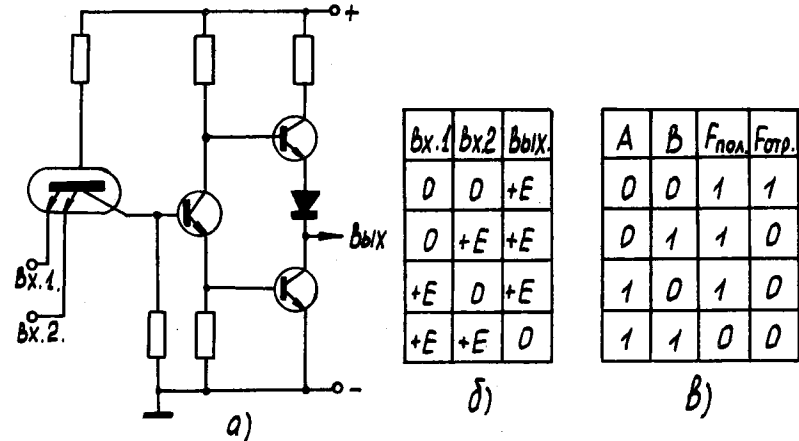 +
Вх.1.
Вх.2.
Вых
-
а)
Вх.1 Вх.2 Вых.
0 0 +E
0 +E +E
+E 0 +E
+E +E 0
б)
A B Fпол. Fотр.
0 0 1 1
0 1 1 0
1 0 1 0
1 1 0 0
в)